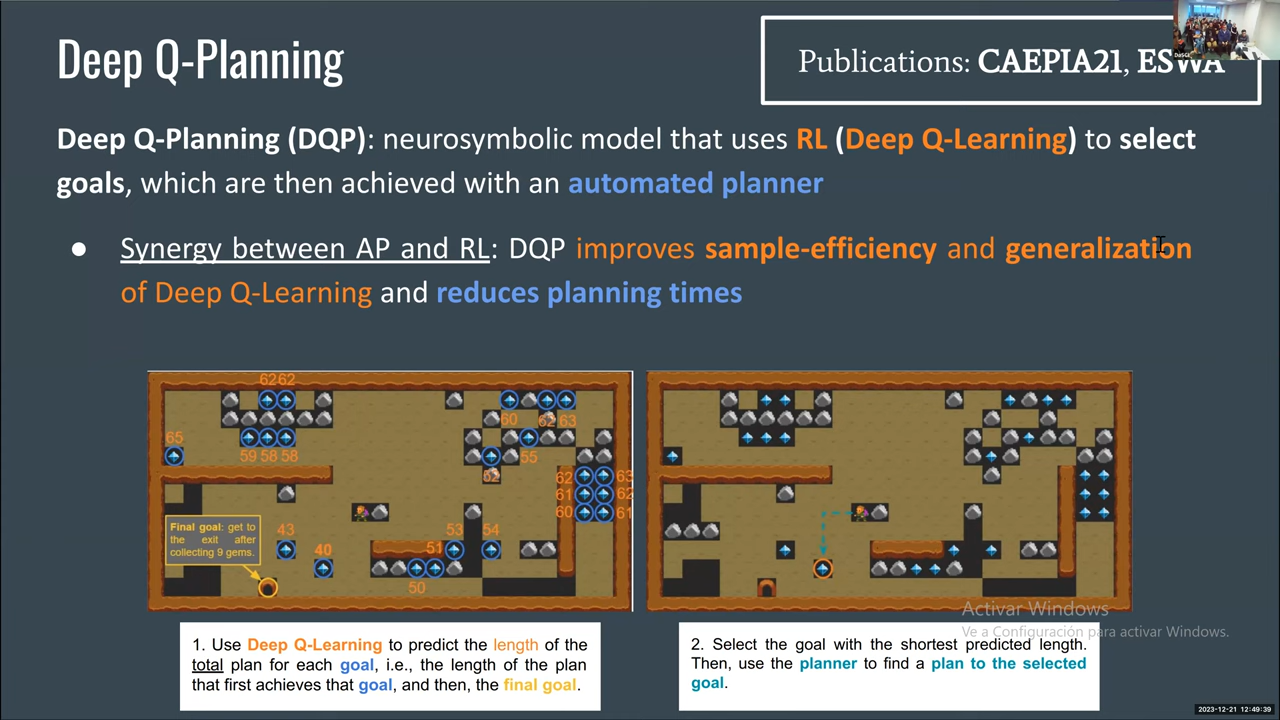 Deep Q-Planning
Publications: CAEPIA21, ESWA
Deep Q-Planning (DQP): neurosymbolic model that uses RL (Deep Q-Learning) to select
goals, which are then achieved with an automated planner
● Synergy between AP and RL: DQP improves sample-efficiency and generalization
of Deep Q-Learning and reduces planning times
62 62
60 62 63
65
59 58 58
55
52
62 63
61 62
60 61
Final goal: get to
the exit after
collecting 9 gems.
43
53 54
40
51
50
Activar Windows
Ve a Configuración para activar Windows.
1. Use Deep Q-Learning to predict the length of the
total plan for each goal, i.e., the length of the plan
that first achieves that goal, and then, the final goal.
2. Select the goal with the shortest predicted length.
Then, use the planner to find a plan to the selected
goal.
2023-12-21 12:49:39